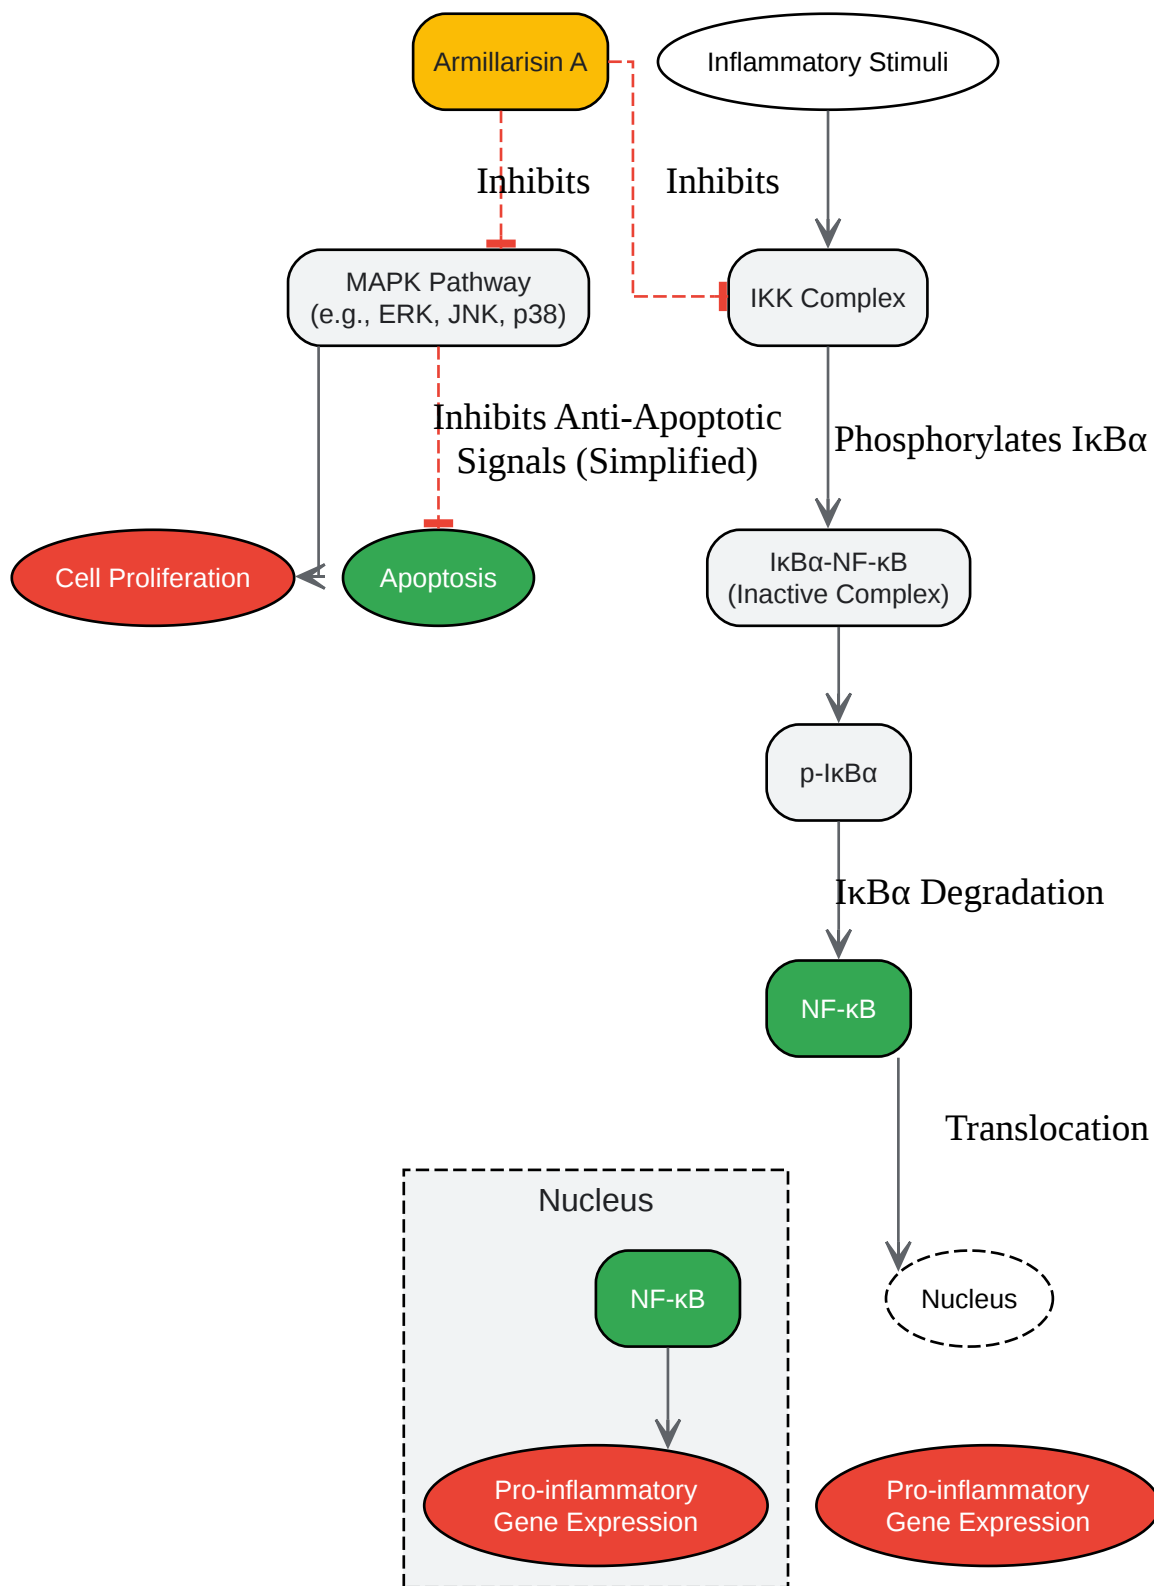 Armillarisin A
Inflammatory Stimuli
Inhibits
Inhibits
MAPK Pathway
(e.g., ERK, JNK, p38)
IKK Complex
Inhibits Anti-Apoptotic
Signals (Simplified)
Phosphorylates IκBα
Cell Proliferation
Apoptosis
IκBα-NF-κB
(Inactive Complex)
p-IκBα
IκBα Degradation
NF-κB
Translocation
Nucleus
NF-κB
Nucleus
Pro-inflammatory
Gene Expression
Pro-inflammatory
Gene Expression